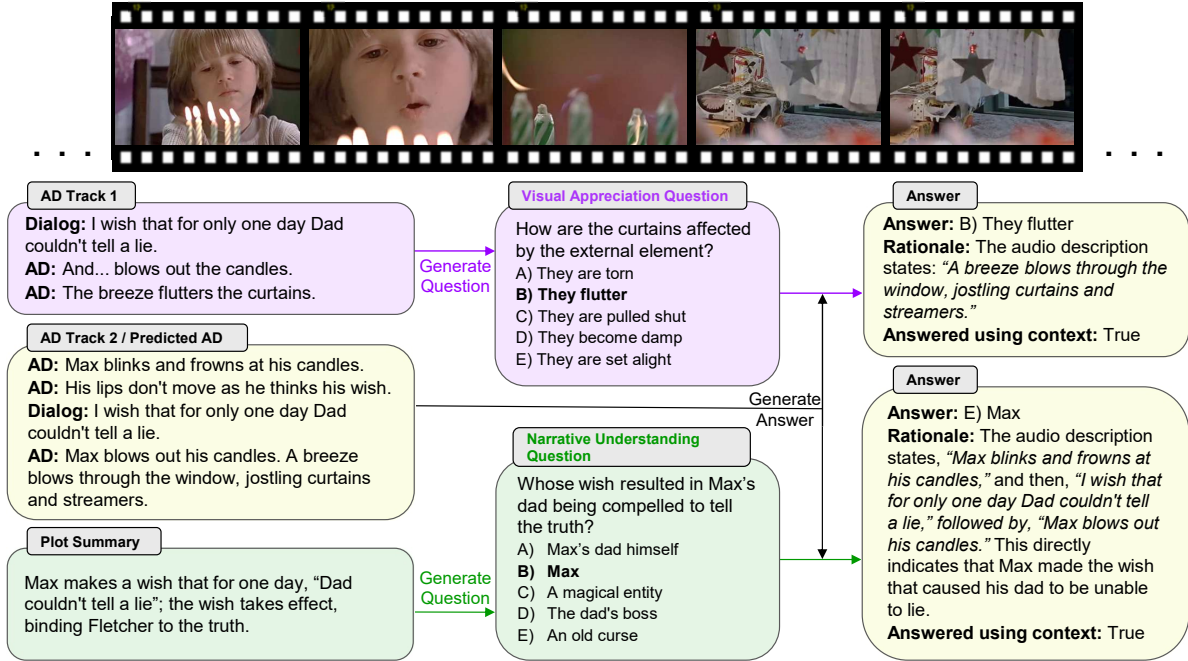 . . .
. . .
AD Track 1
Dialog: I wish that for only one day Dad
couldn't tell a lie.
AD: And... blows out the candles.
AD: The breeze flutters the curtains.
Generate
Question
Visual Appreciation Question
How are the curtains affected
by the external element?
A) They are torn
B) They flutter
C) They are pulled shut
D) They become damp
E) They are set alight
Answer
Answer: B) They flutter
Rationale: The audio description
states: “A breeze blows through the
window, jostling curtains and
streamers.”
Answered using context: True
AD Track 2 / Predicted AD
AD: Max blinks and frowns at his candles.
AD: His lips don't move as he thinks his wish.
Dialog: I wish that for only one day Dad
couldn't tell a lie.
AD: Max blows out his candles. A breeze
blows through the window, jostling curtains
and streamers.
Generate
Answer
Plot Summary
Max makes a wish that for one day, “Dad
couldn't tell a lie”; the wish takes effect,
binding Fletcher to the truth.
Generate
Question
Narrative Understanding
Question
Whose wish resulted in Max’s
dad being compelled to tell
the truth?
A) Max’s dad himself
B) Max
C) A magical entity
D) The dad's boss
E) An old curse
Answer
Answer: E) Max
Rationale: The audio description
states, “Max blinks and frowns at
his candles,” and then, “I wish that
for only one day Dad couldn't tell
a lie,” followed by, “Max blows out
his candles.” This directly
indicates that Max made the wish
that caused his dad to be unable
to lie.
Answered using context: True